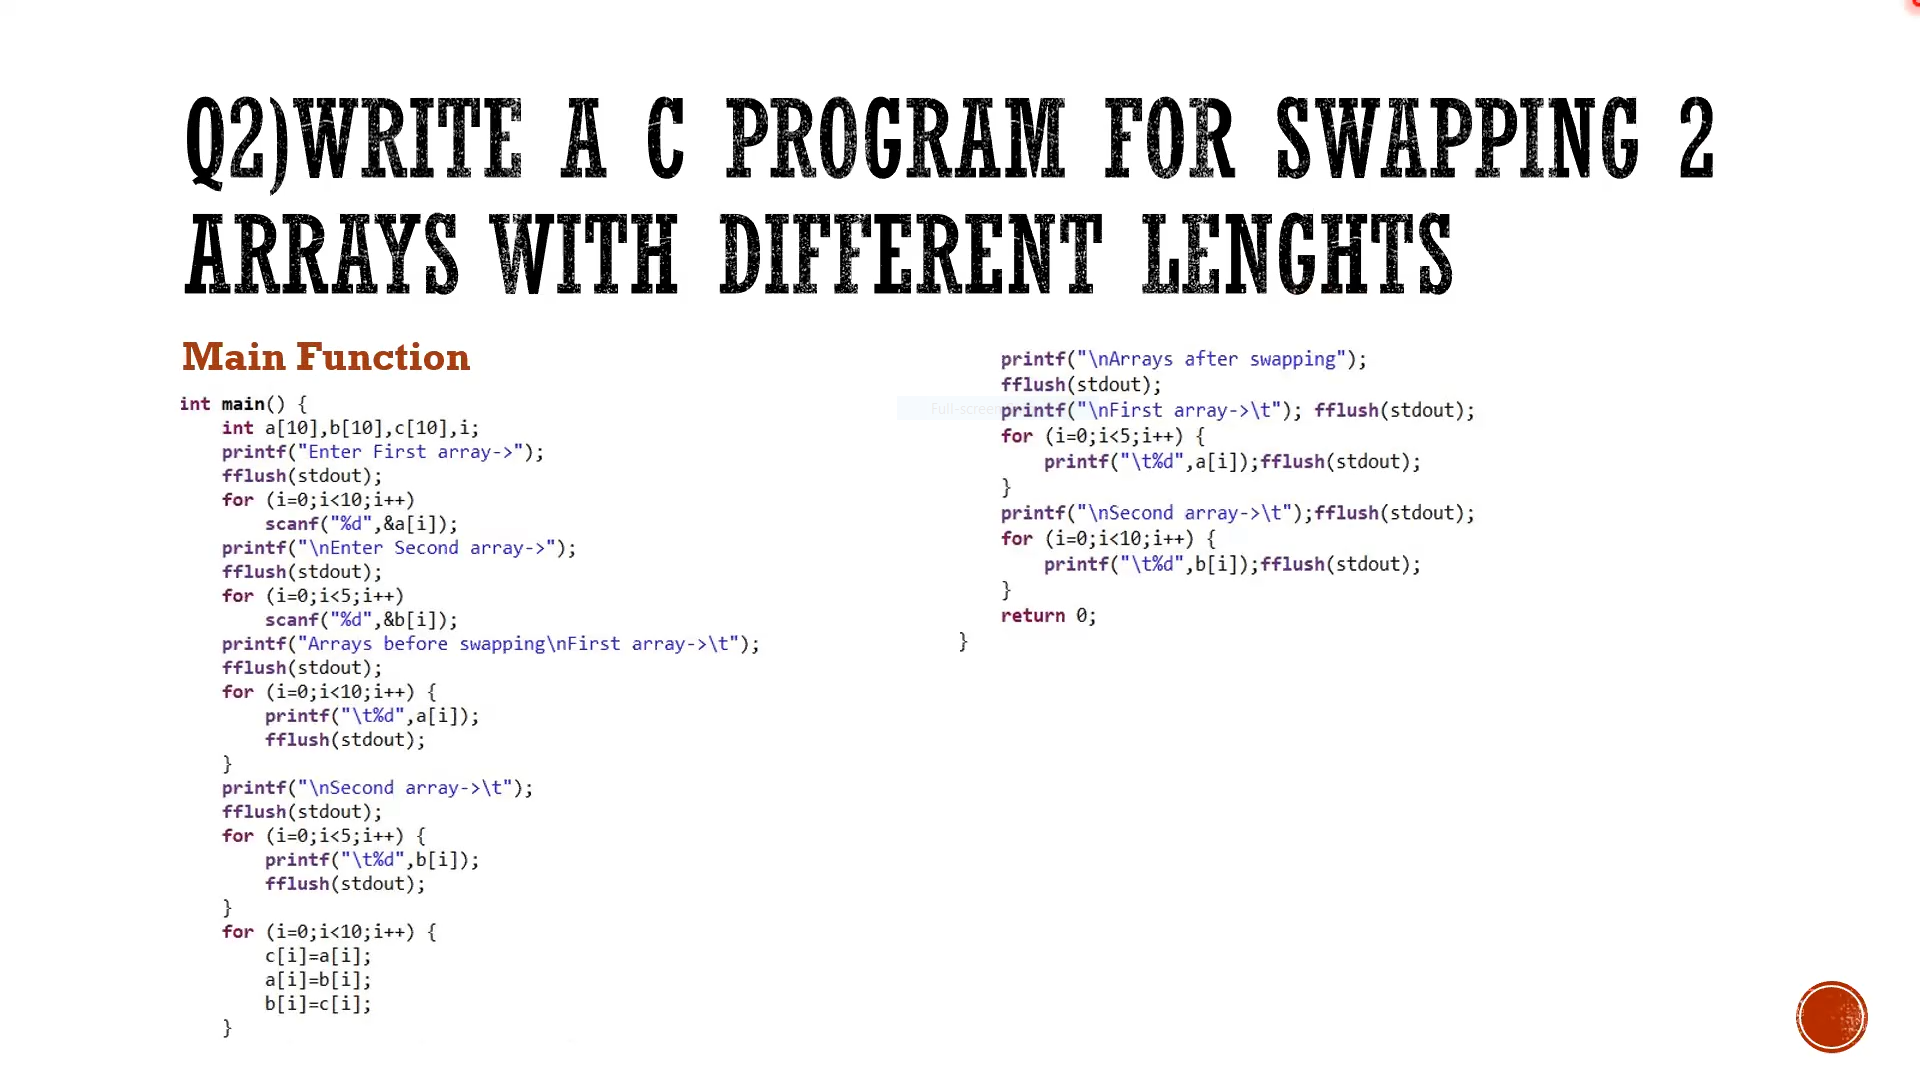 Q2)WRITE A C PROGRAM FOR SWAPPING 2
ARRAYS WITH DIFFERENT LENGHTS
Main Function
int main() {
    int a[10],b[10],c[10],i;
    printf("Enter First array->");
    fflush(stdout);
    for (i=0;i<10;i++)
        scanf("%d",&a[i]);
    printf("\nEnter Second array->");
    fflush(stdout);
    for (i=0;i<5;i++)
        scanf("%d",&b[i]);
    printf("Arrays before swapping\nFirst array->\t");
    fflush(stdout);
    for (i=0;i<10;i++) {
        printf("\t%d",a[i]);
        fflush(stdout);
    }
    printf("\nSecond array->\t");
    fflush(stdout);
    for (i=0;i<5;i++) {
        printf("\t%d",b[i]);
        fflush(stdout);
    }
    for (i=0;i<10;i++) {
        c[i]=a[i];
        a[i]=b[i];
        b[i]=c[i];
    }
    printf("\nArrays after swapping");
    fflush(stdout);
    printf("\nFirst array->\t"); fflush(stdout);
    for (i=0;i<5;i++) {
        printf("\t%d",a[i]);fflush(stdout);
    }
    printf("\nSecond array->\t");fflush(stdout);
    for (i=0;i<10;i++) {
        printf("\t%d",b[i]);fflush(stdout);
    }
    return 0;
}
Full-screen